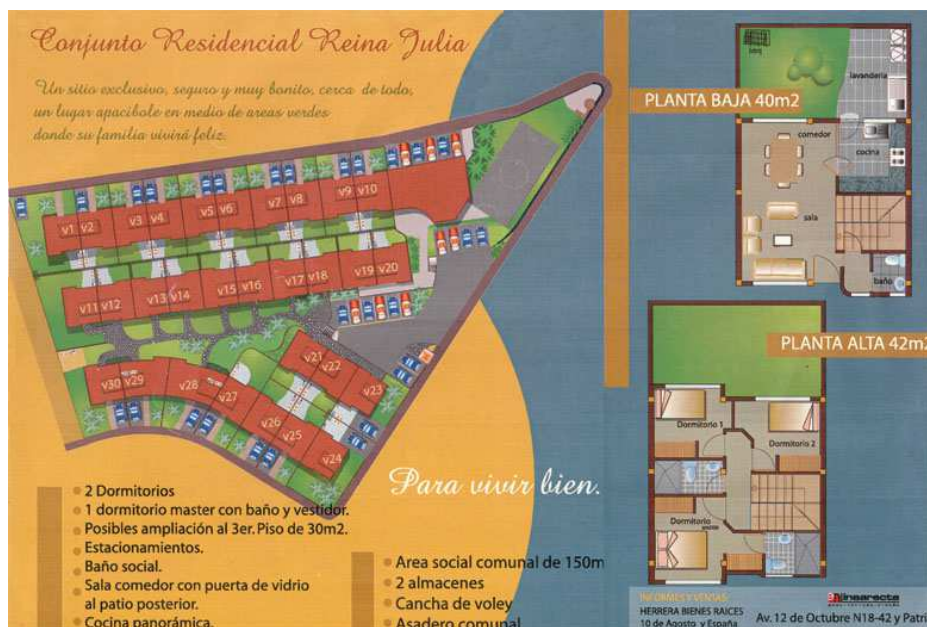 Conjunto Residencial Reina Julia
Un sitio exclusivo, seguro y muy bonito, cerca de todo,
un lugar apacibole en medio de areas verdes
donde su familia vivirá feliz.
v1 v2 v3 v4 v5 v6 v7 v8 v9 v10
v11 v12 v13 v14 v15 v16 v17 v18 v19 v20
v21
v22
v23
v30 v29 v28 v27 v26 v25 v24
PLANTA BAJA 40m2
lavandería
comedor
cocina
sala
baño
PLANTA ALTA 42m2
Dormitorio 1
Dormitorio 2
Dormitorio
Para vivir bien.
2 Dormitorios
1 dormitorio master con baño y vestidor.
Posibles ampliación al 3er. Piso de 30m2.
Estacionamientos.
Baño social.
Sala comedor con puerta de vidrio
al patio posterior.
Cocina panorámica.
Area social comunal de 150m
2 almacenes
Cancha de voley
Asadero comunal
INFORMES Y VENTAS:
HERRERA BIENES RAICES
10 de Agosto y España
linearecta
Av. 12 de Octubre N18-42 y Patri